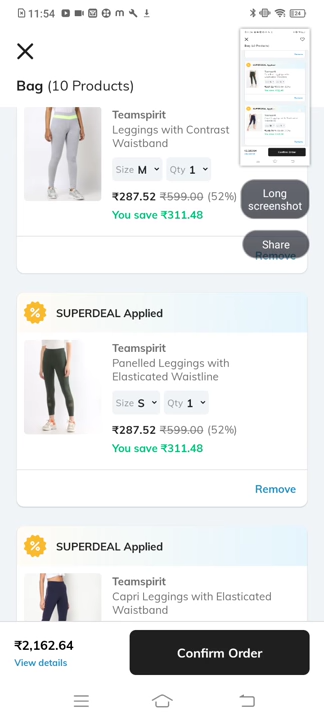 11:54
24
Bag (10 Products)
Teamspirit
Leggings with Contrast
Waistband
Size M Qty 1
₹287.52 ₹599.00 (52%)
You save ₹311.48
Long
screenshot
Share
Remove
SUPERDEAL Applied
Teamspirit
Panelled Leggings with
Elasticated Waistline
Size S Qty 1
₹287.52 ₹599.00 (52%)
You save ₹311.48
Remove
SUPERDEAL Applied
Teamspirit
Capri Leggings with Elasticated
Waistband
₹2,162.64
View details
Confirm Order